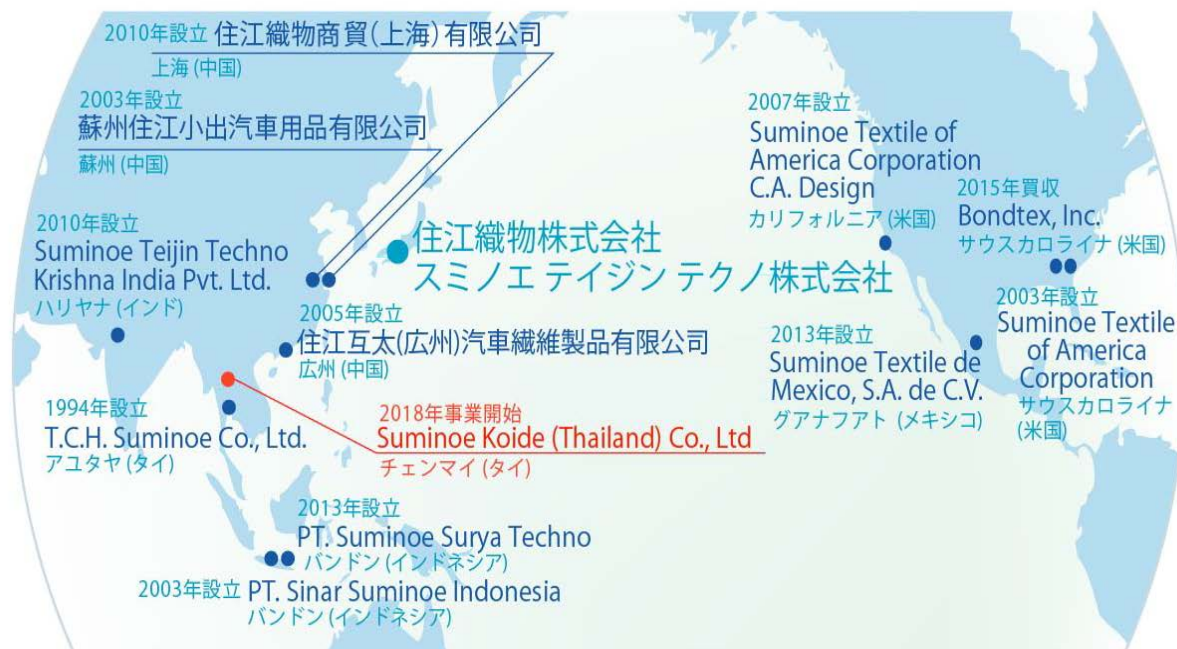 2010年設立 住江織物商貿(上海)有限公司
上海(中国)
2003年設立
蘇州住江小出汽車用品有限公司
蘇州(中国)
2010年設立
Suminoe Teijin Techno
Krishna India Pvt. Ltd.
ハリヤナ(インド)
住江織物株式会社
スミノエ テイジン テクノ株式会社
2005年設立
住江互太(広州)汽車繊維製品有限公司
広州(中国)
1994年設立
T.C.H. Suminoe Co., Ltd.
アユタヤ(タイ)
2018年事業開始
Suminoe Koide (Thailand) Co., Ltd
チェンマイ(タイ)
2013年設立
PT. Suminoe Surya Techno
バンドン(インドネシア)
2003年設立 PT. Sinar Suminoe Indonesia
バンドン(インドネシア)
2007年設立
Suminoe Textile of
America Corporation
C.A. Design
カリフォルニア(米国)
2015年買収
Bondtex, Inc.
サウスカロライナ(米国)
2003年設立
Suminoe Textile
of America
Corporation
サウスカロライナ
(米国)
2013年設立
Suminoe Textile de
Mexico, S.A. de C.V.
グアナフアト(メキシコ)